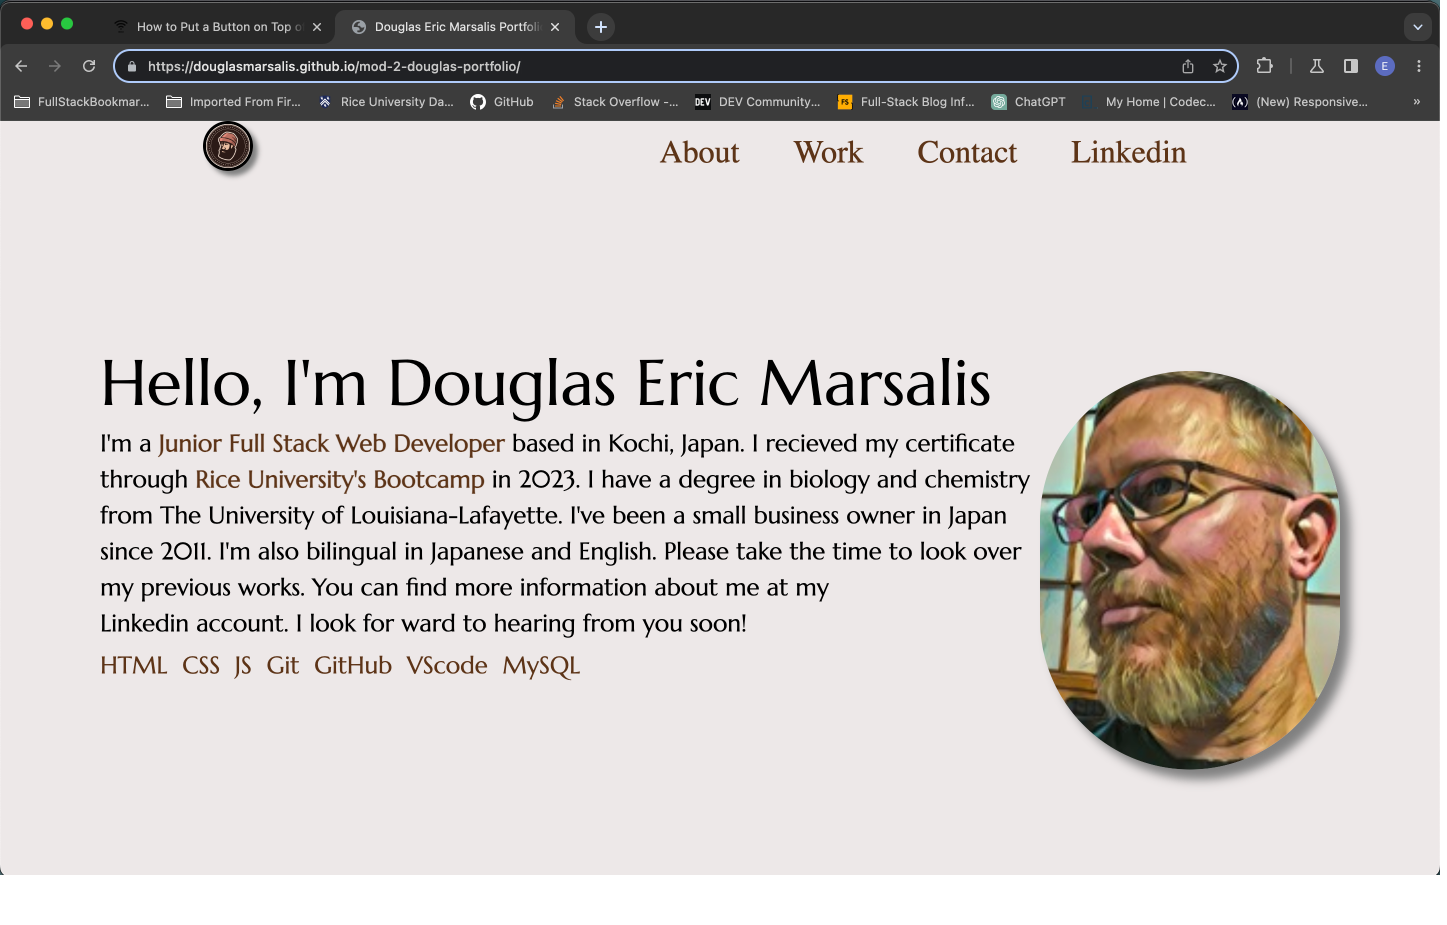 How to Put a Button on Top o
Douglas Eric Marsalis Portfoli
https://douglasmarsalis.github.io/mod-2-douglas-portfolio/
E
FullStackBookmar...
Imported From Fir...
Rice University Da...
GitHub
Stack Overflow -...
DEV
DEV Community...
FS
Full-Stack Blog Inf...
ChatGPT
My Home | Codec...
(A)
(New) Responsive...
»
About
Work
Contact
Linkedin
Hello, I'm Douglas Eric Marsalis
I'm a Junior Full Stack Web Developer based in Kochi, Japan. I recieved my certificate
through Rice University's Bootcamp in 2023. I have a degree in biology and chemistry
from The University of Louisiana-Lafayette. I've been a small business owner in Japan
since 2011. I'm also bilingual in Japanese and English. Please take the time to look over
my previous works. You can find more information about me at my
Linkedin account. I look for ward to hearing from you soon!
HTML CSS JS Git GitHub VScode MySQL